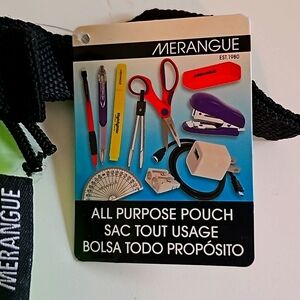 MERANGUE
EST.1980
ALL PURPOSE POUCH
SAC TOUT USAGE
BOLSA TODO PROPÓSITO
MERANGUE